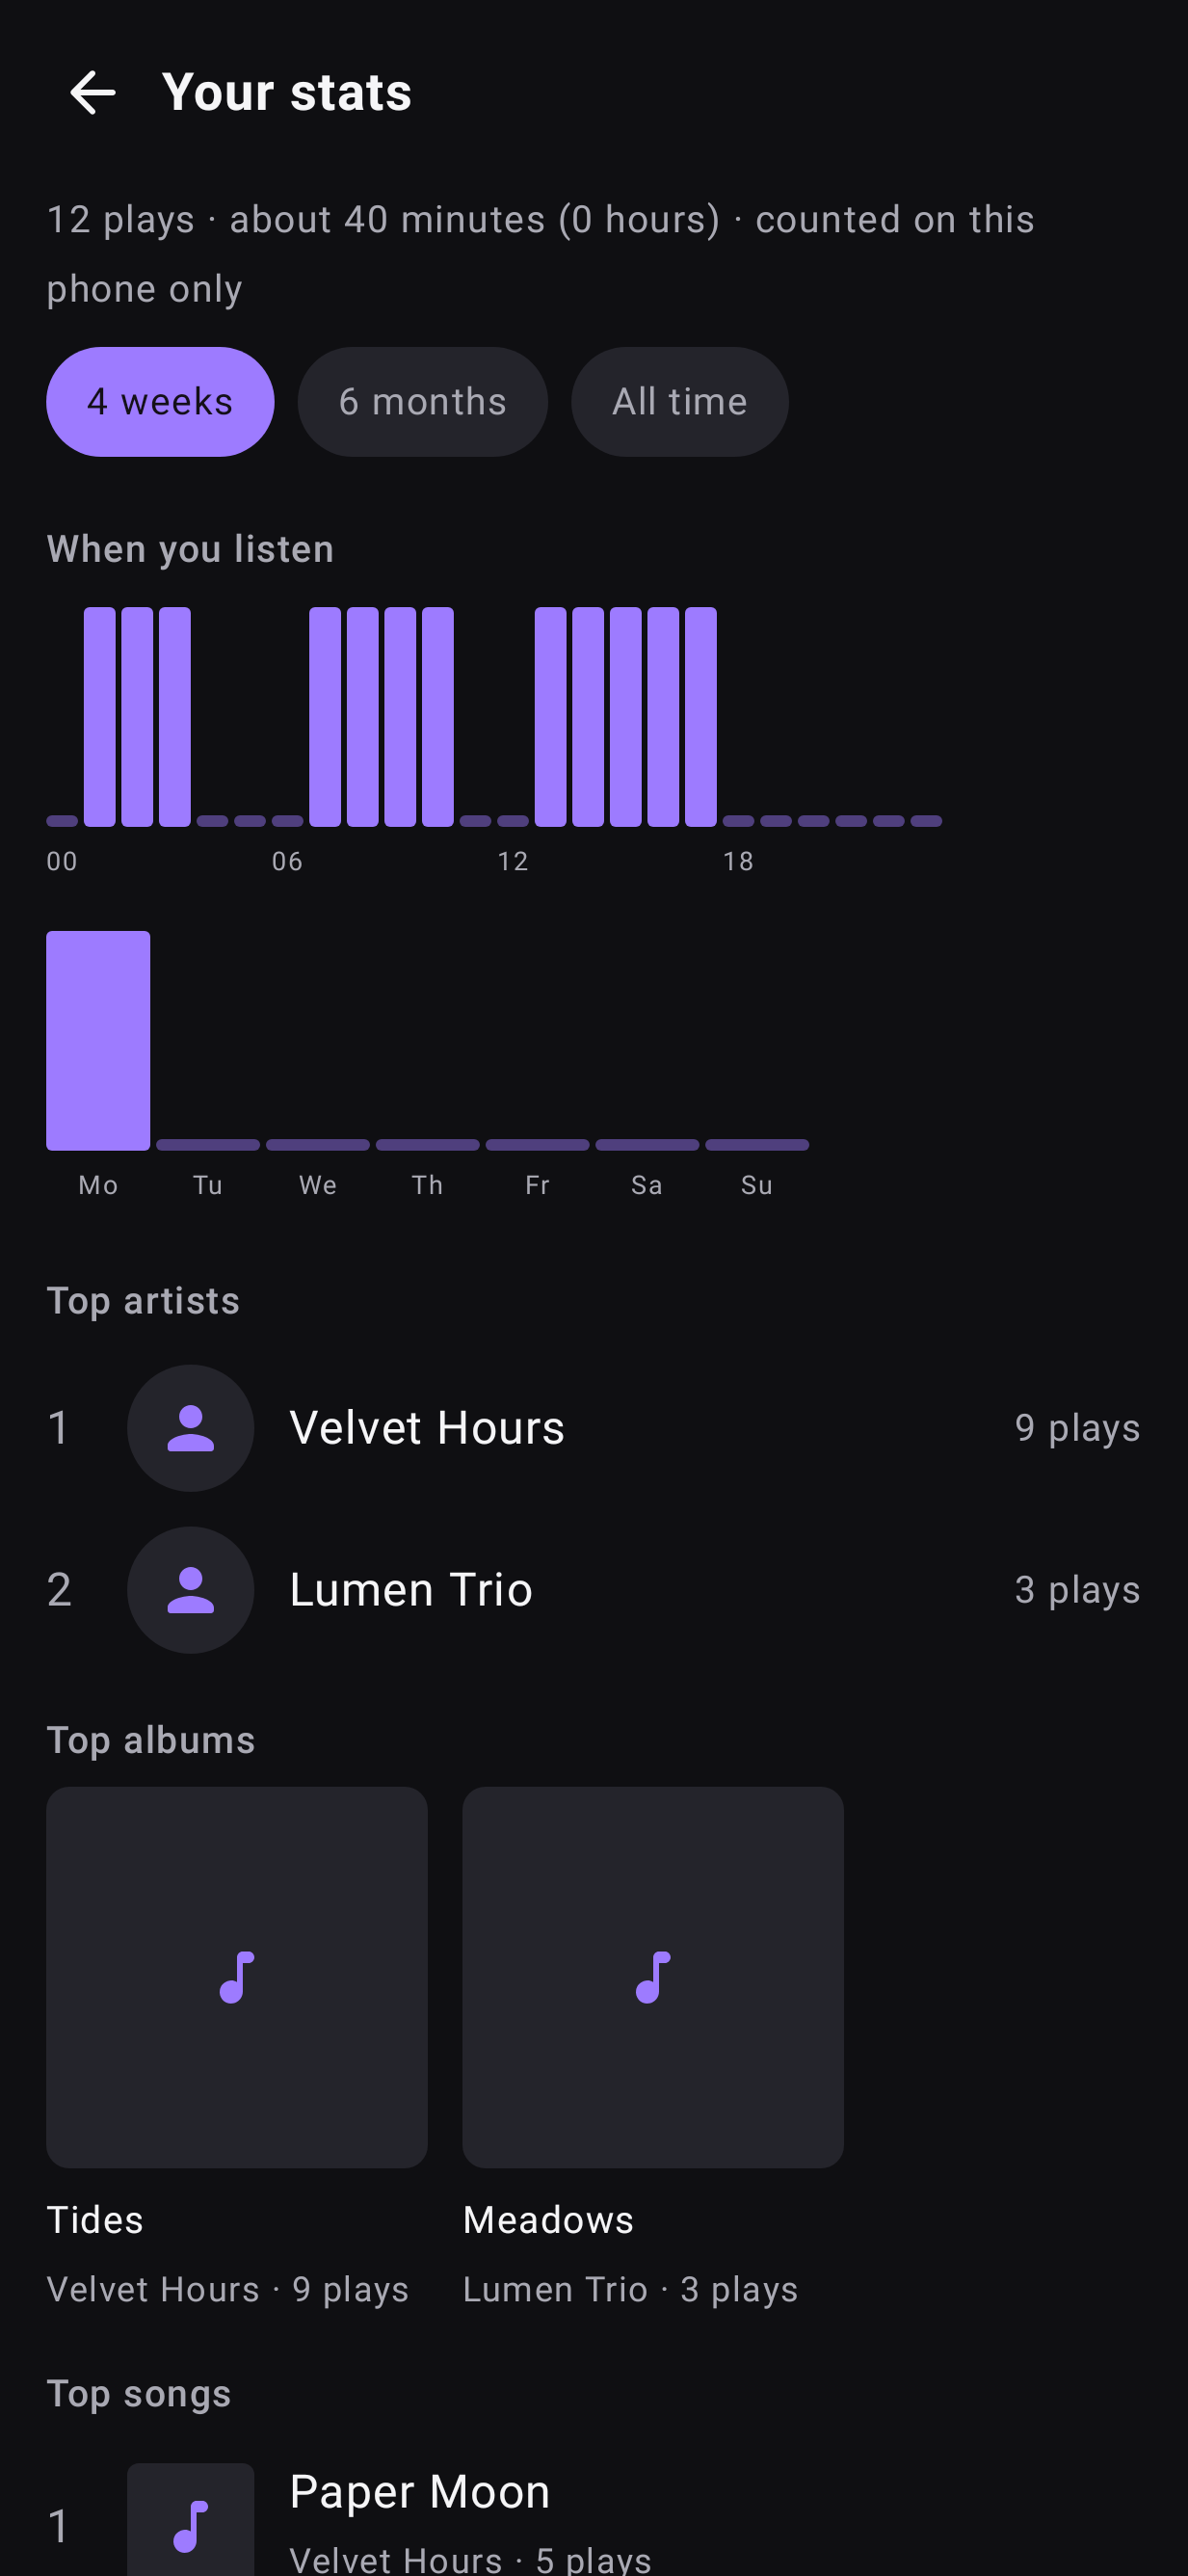 Your stats
12 plays · about 40 minutes (0 hours) · counted on this
phone only
4 weeks 6 months All time
When you listen
00 06 12 18
Mo Tu We Th Fr Sa Su
Top artists
1 Velvet Hours 9 plays
2 Lumen Trio 3 plays
Top albums
Tides Meadows
Velvet Hours · 9 plays Lumen Trio · 3 plays
Top songs
1 Paper Moon
Velvet Hours · 5 plays